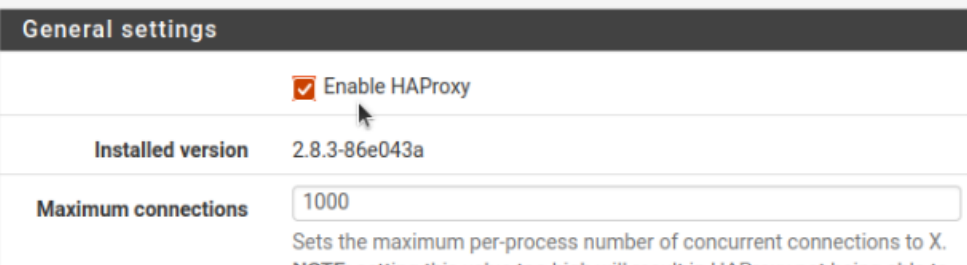 General settings
Enable HAProxy
Installed version 2.8.3-86e043a
Maximum connections 1000
Sets the maximum per-process number of concurrent connections to X.